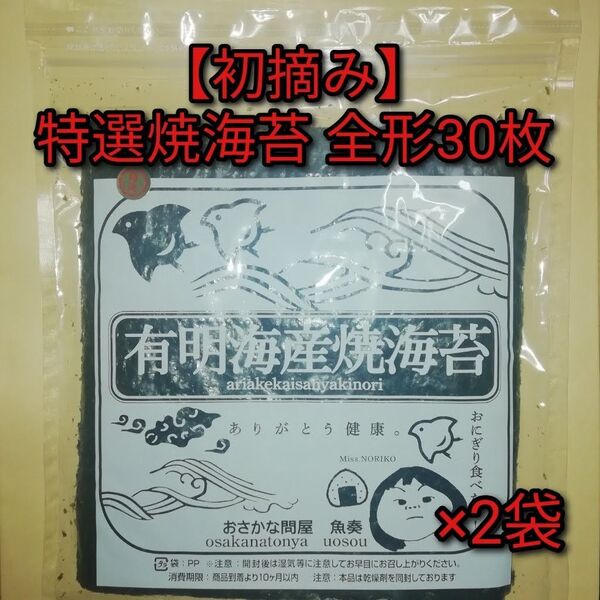 【初摘み】
特選焼海苔 全形30枚
有明海産焼海苔
ariakekaisanyakinori
ありがとう健康。
おにぎり食べた
Miss.NORIKO
おさかな問屋 魚奏
osakanatonya uosou
×2袋
プラ 袋:PP ※注意:開封後は湿気等に注意してお早目にお召し上がりください。
消費期限:商品到着より10ヶ月以内 注意:本品は乾燥剤を同封しております